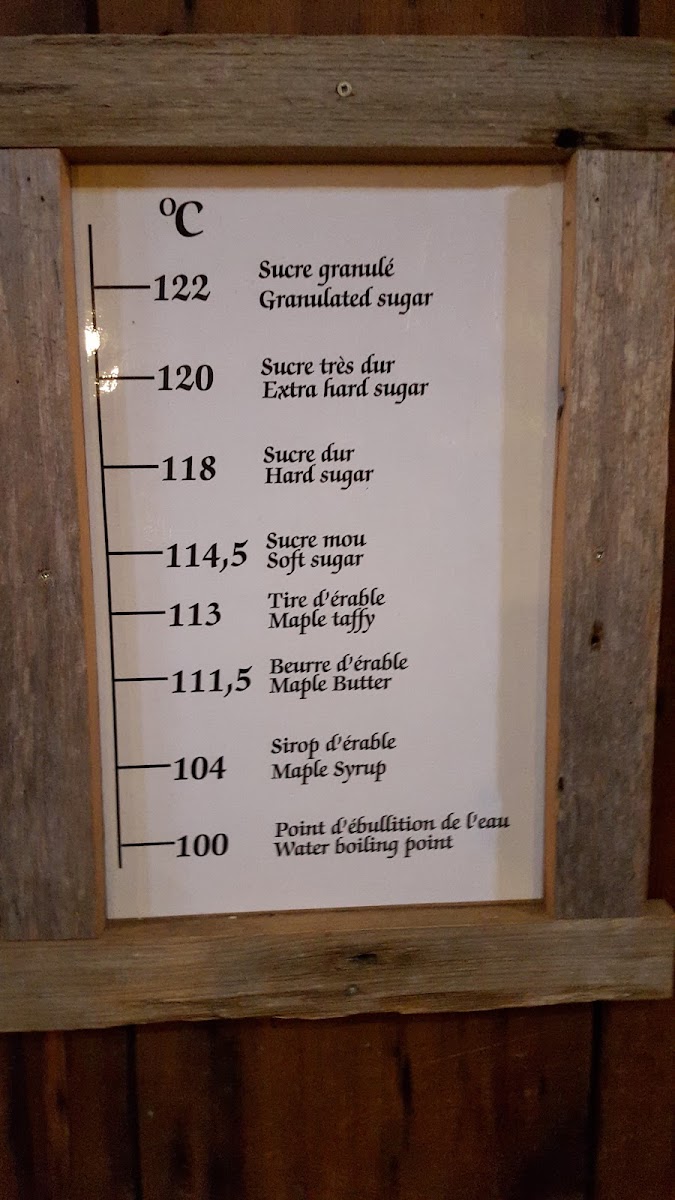 °C
122 Sucre granulé
Granulated sugar
120 Sucre très dur
Extra hard sugar
118 Sucre dur
Hard sugar
114,5 Sucre mou
Soft sugar
113 Tire d'érable
Maple taffy
111,5 Beurre d'érable
Maple Butter
104 Sirop d'érable
Maple Syrup
100 Point d'ébullition de l'eau
Water boiling point